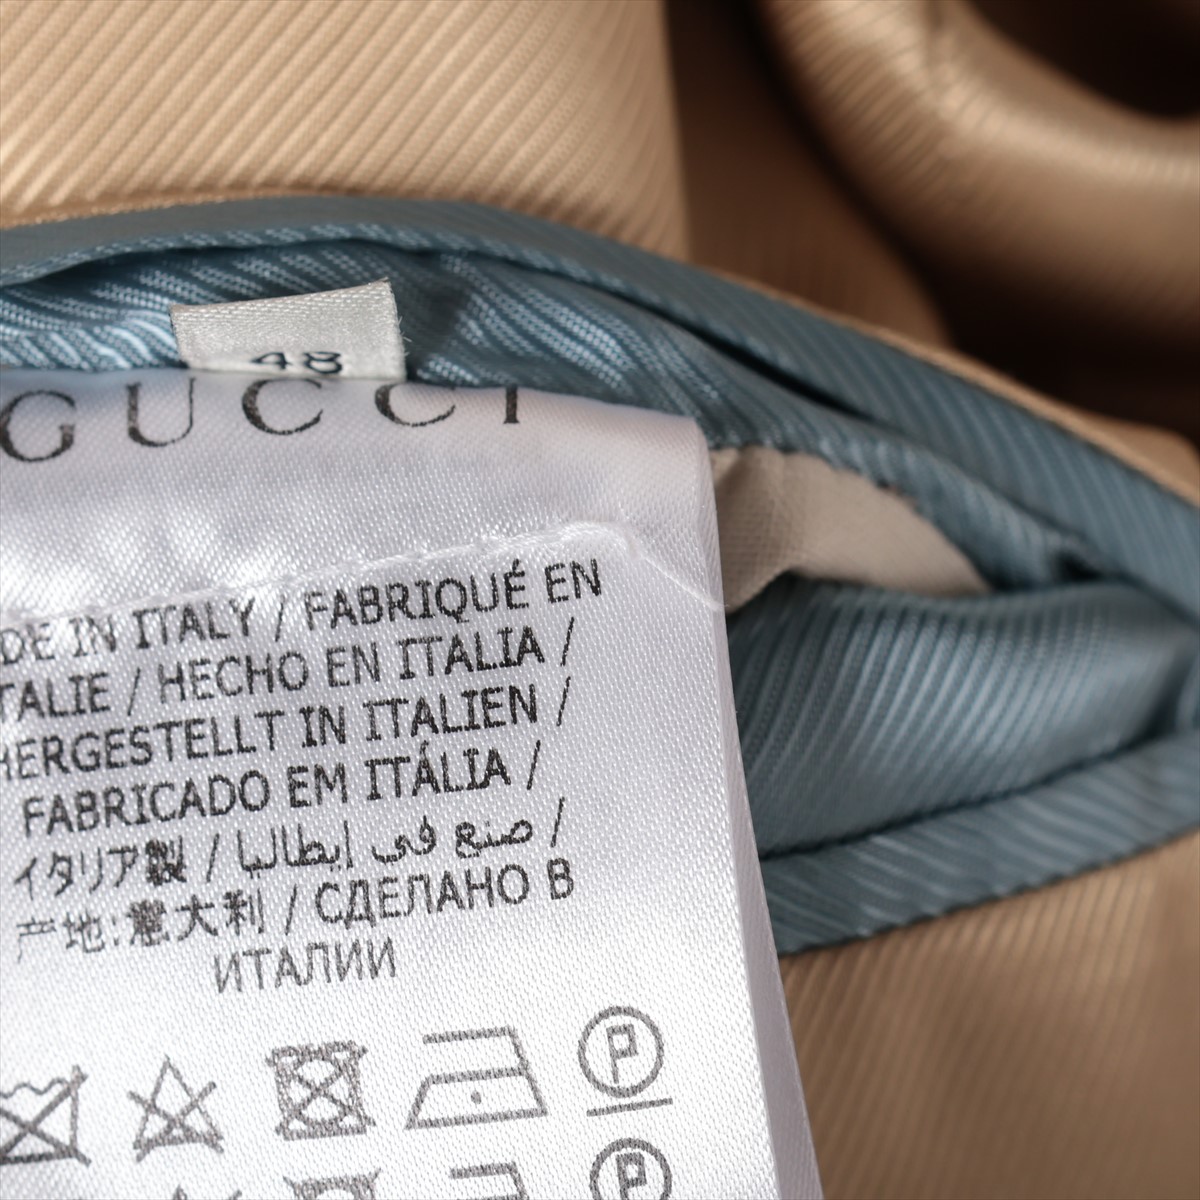 48
GUCCI
DE IN ITALY / FABRIQUÉ EN
TALIE / HECHO EN ITALIA /
HERGESTELLT IN ITALIEN /
FABRICADO EM ITÁLIA /
イタリア製 / صنع في إيطاليا /
产地:意大利 / СДЕЛАНО В
ИТАЛИИ
P
P